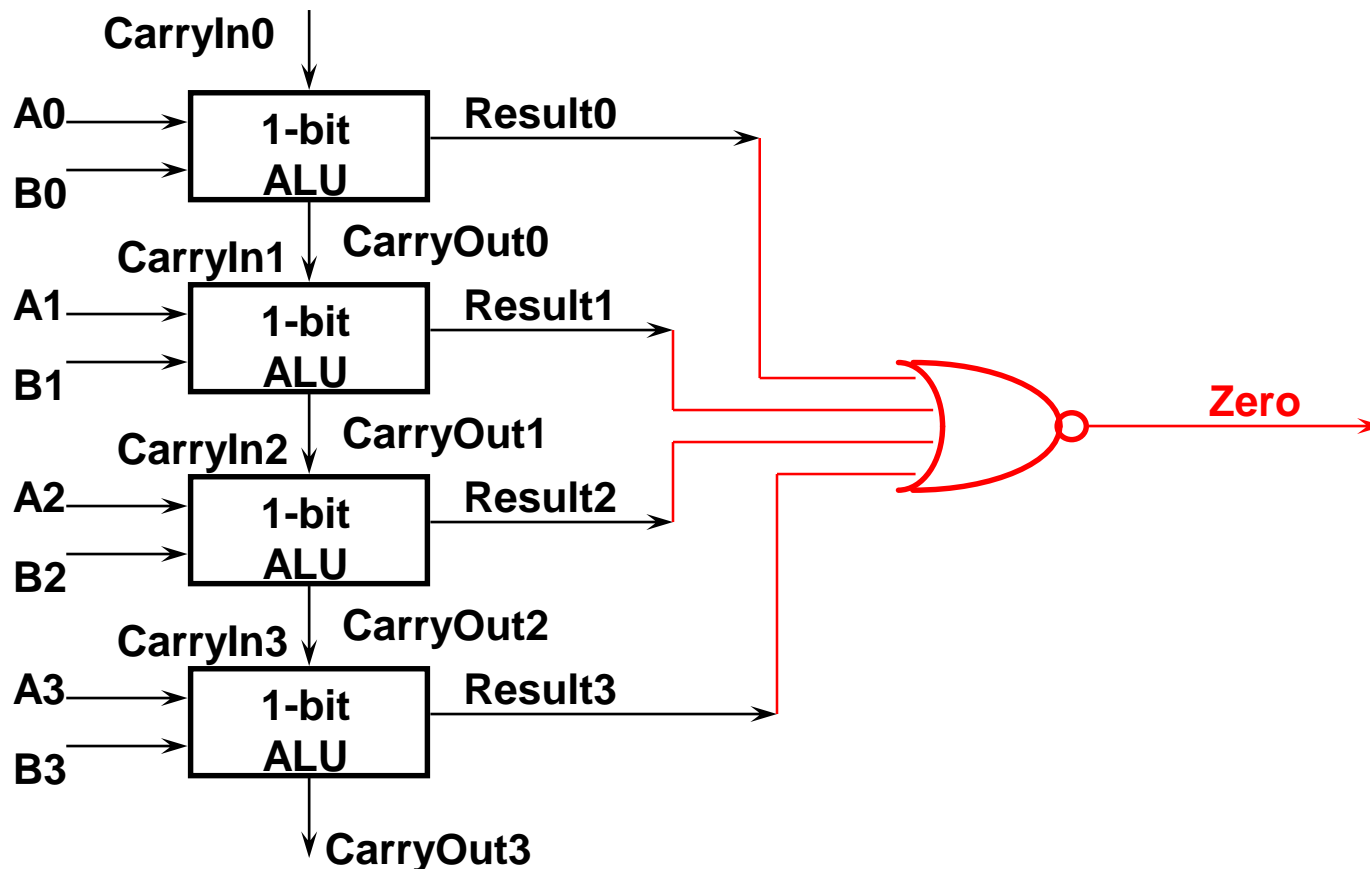 CarryIn0
A0
1-bit
ALU
Result0
B0
CarryIn1
CarryOut0
A1
1-bit
ALU
Result1
B1
CarryIn2
CarryOut1
A2
1-bit
ALU
Result2
B2
CarryIn3
CarryOut2
A3
1-bit
ALU
Result3
B3
CarryOut3
Zero